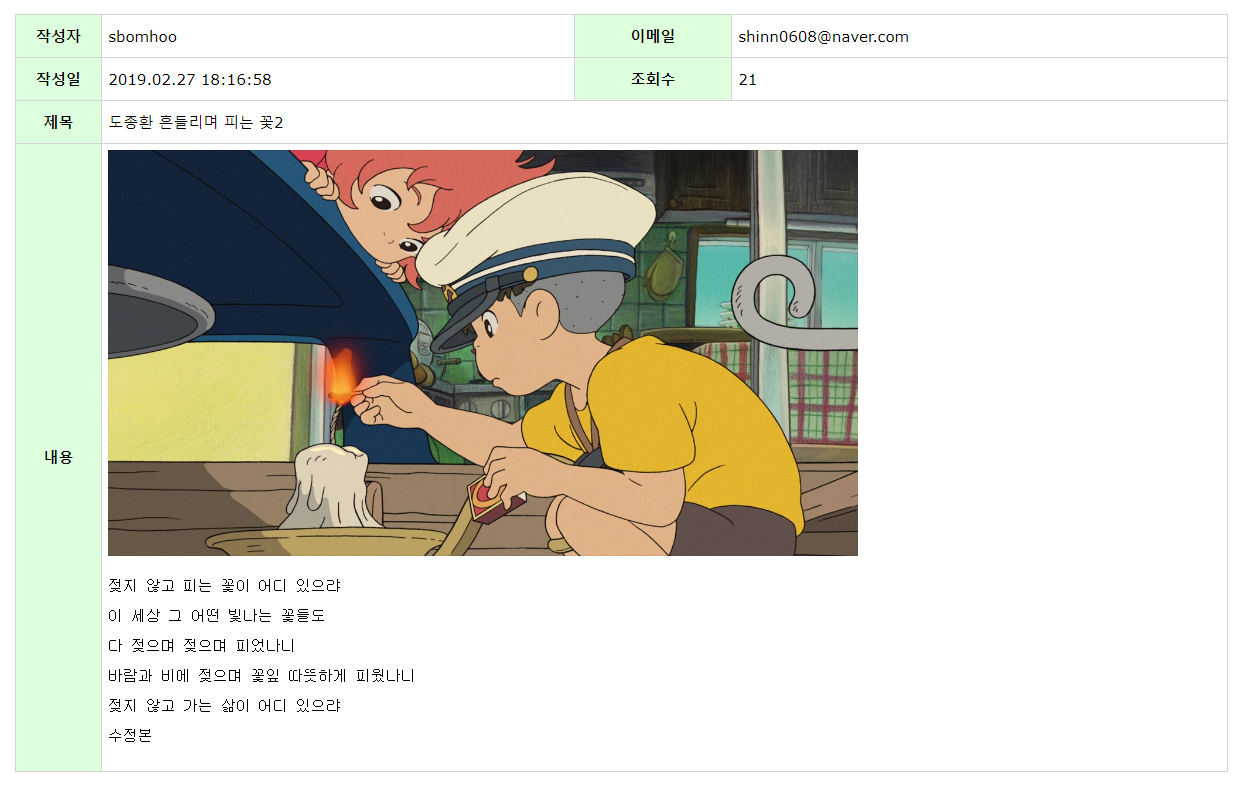 작성자 sbomhoo 이메일 shinn0608@naver.com
작성일 2019.02.27 18:16:58 조회수 21
제목 도종환 흔들리며 피는 꽃2
내용
젖지 않고 피는 꽃이 어디 있으랴
이 세상 그 어떤 빛나는 꽃들도
다 젖으며 젖으며 피었나니
바람과 비에 젖으며 꽃잎 따뜻하게 피웠나니
젖지 않고 가는 삶이 어디 있으랴
수정본